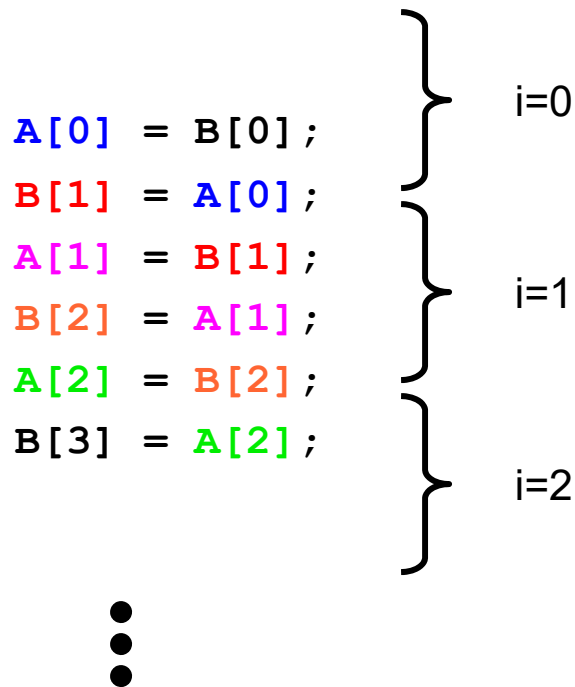 i=0
A[0] = B[0];
B[1] = A[0];
A[1] = B[1];
i=1
B[2] = A[1];
A[2] = B[2];
B[3] = A[2];
i=2